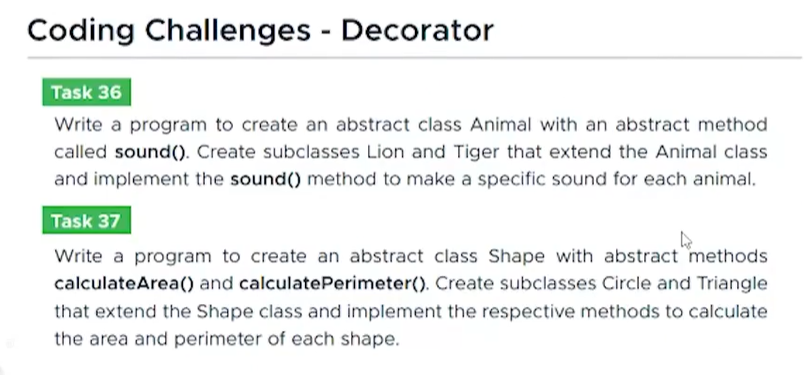 Coding Challenges - Decorator
Task 36
Write a program to create an abstract class Animal with an abstract method
called sound(). Create subclasses Lion and Tiger that extend the Animal class
and implement the sound() method to make a specific sound for each animal.
Task 37
Write a program to create an abstract class Shape with abstract methods
calculateArea() and calculatePerimeter(). Create subclasses Circle and Triangle
that extend the Shape class and implement the respective methods to calculate
the area and perimeter of each shape.